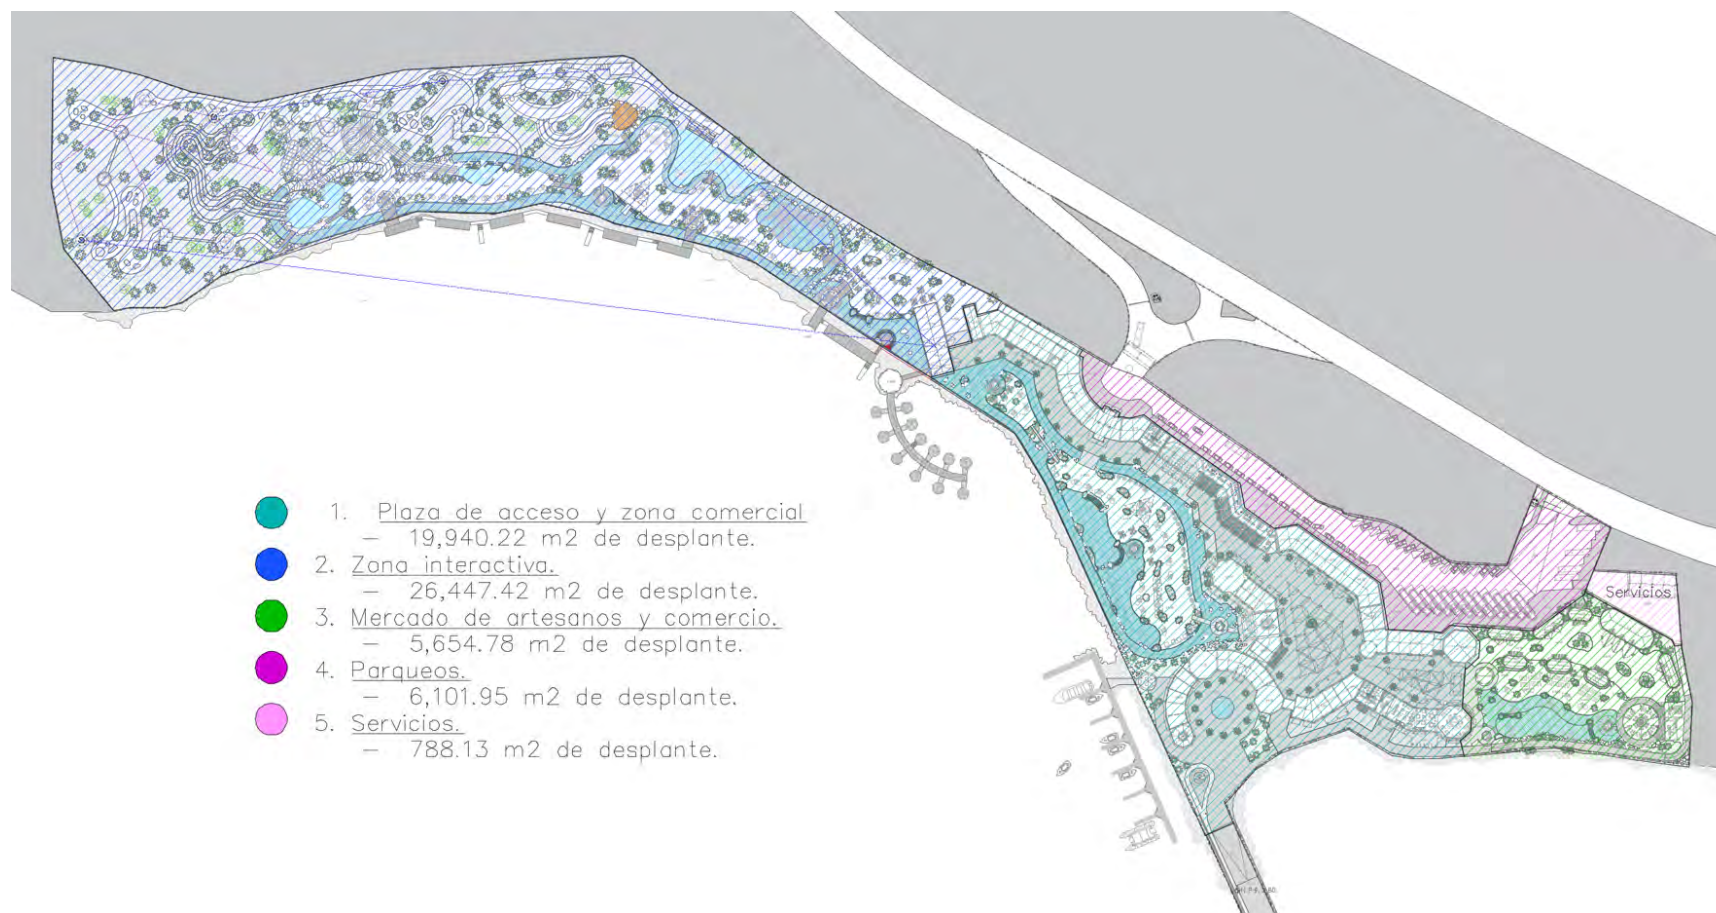 1. Plaza de acceso y zona comercial
– 19,940.22 m2 de desplante.
2. Zona interactiva.
– 26,447.42 m2 de desplante.
3. Mercado de artesanos y comercio.
– 5,654.78 m2 de desplante.
4. Parqueos.
– 6,101.95 m2 de desplante.
5. Servicios.
– 788.13 m2 de desplante.
Servicios